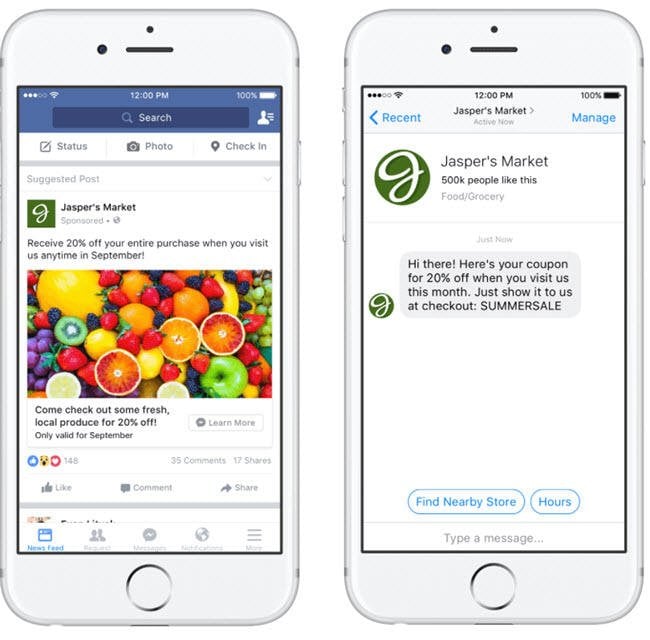 12:00 PM
100%
Search
Status
Photo
Check In
Suggested Post
Jasper's Market
Sponsored •
Receive 20% off your entire purchase when you visit
us anytime in September!
Come check out some fresh,
local produce for 20% off!
Only valid for September
Learn More
146
35 Comments 17 Shares
Like
Comment
Share
News Feed
Request
Messages
Notifications
More
12:00 PM
100%
Recent
Jasper's Market
Active Now
Manage
Jasper's Market
500k people like this
Food/Grocery
Just Now
Hi there! Here's your coupon
for 20% off when you visit us
this month. Just show it to us
at checkout: SUMMERSALE
Find Nearby Store
Hours
Type a message...